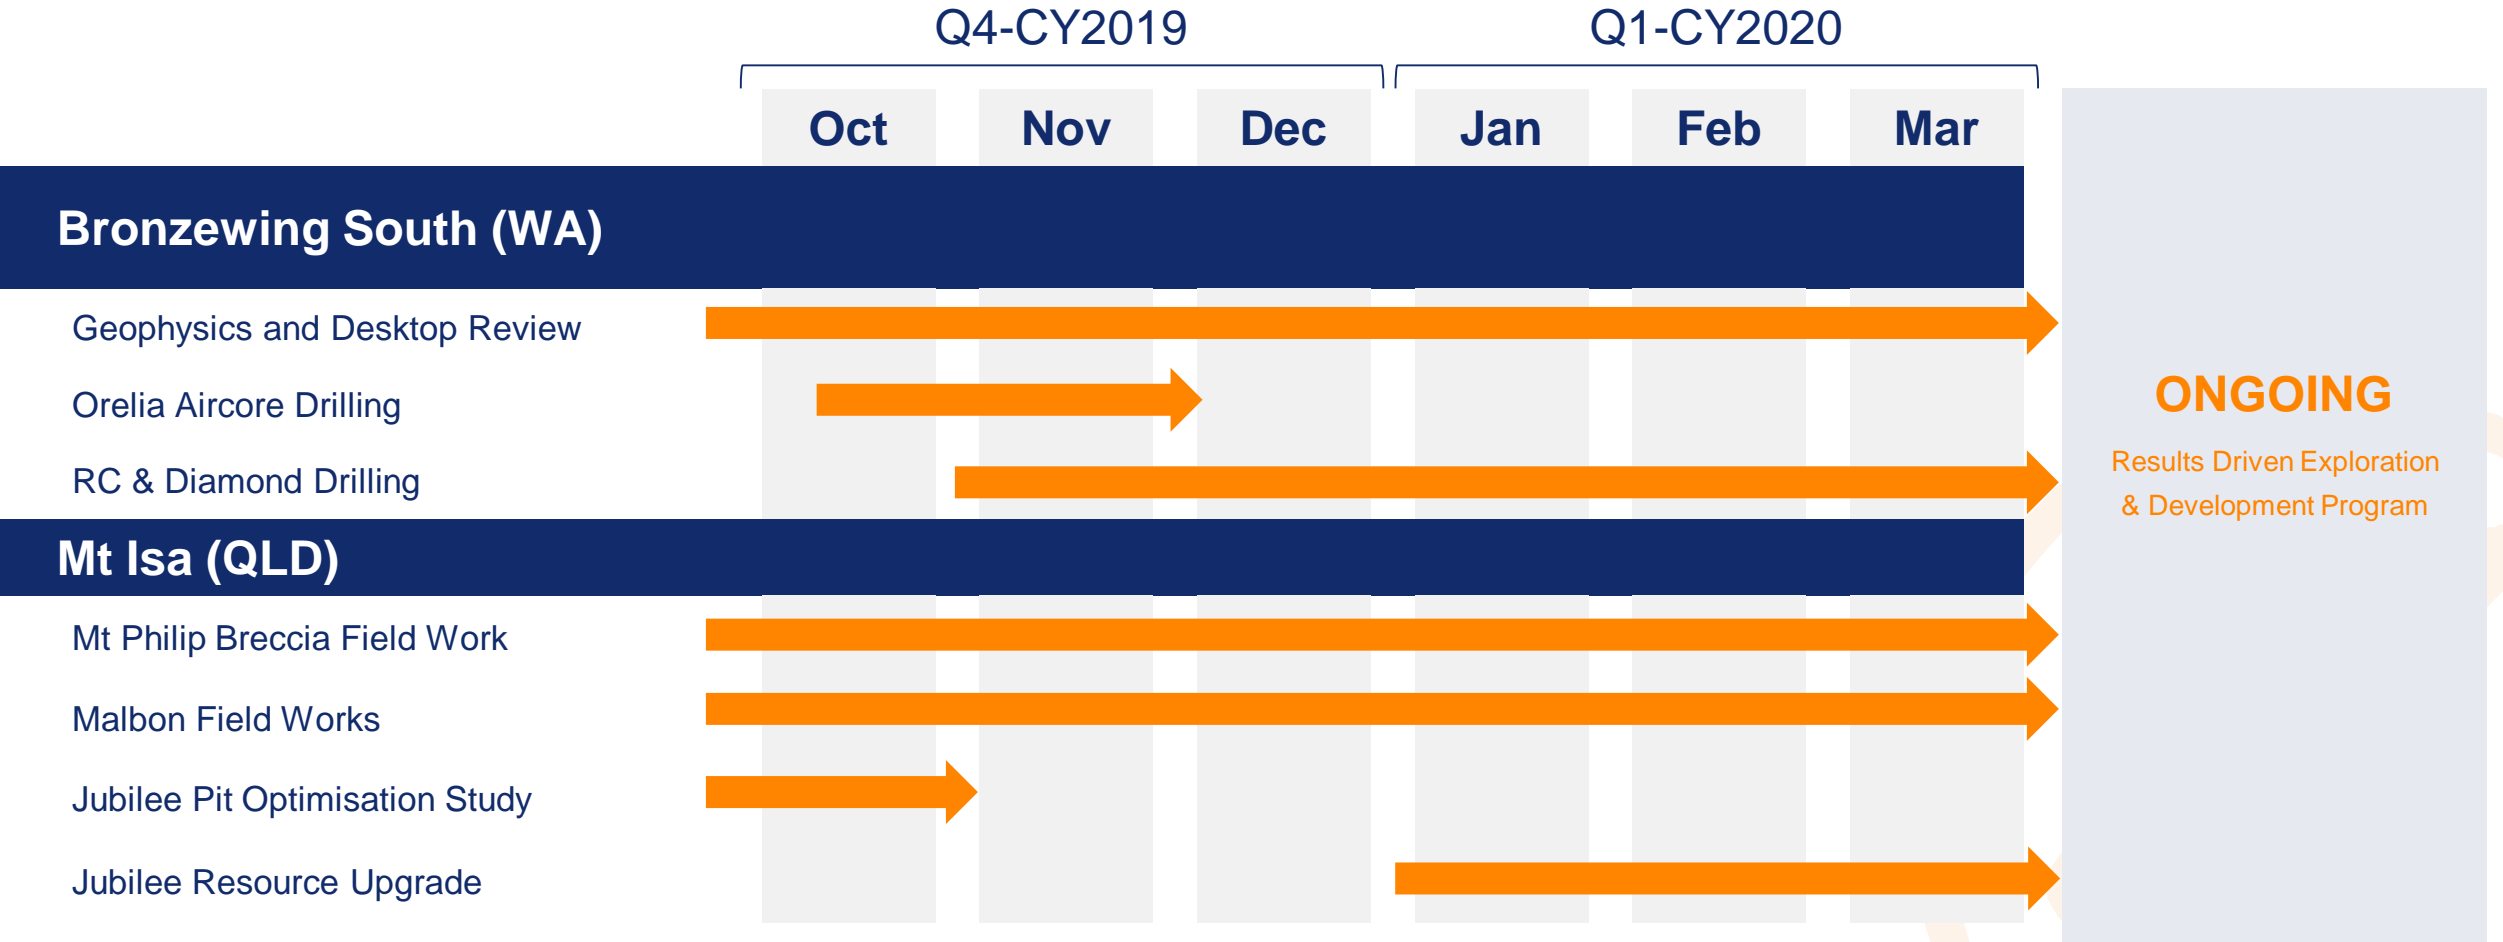 Q4-CY2019 Q1-CY2020
Oct Nov Dec Jan Feb Mar
Bronzewing South (WA)
Geophysics and Desktop Review
Orelia Aircore Drilling
RC & Diamond Drilling
ONGOING
Results Driven Exploration
& Development Program
Mt Isa (QLD)
Mt Philip Breccia Field Work
Malbon Field Works
Jubilee Pit Optimisation Study
Jubilee Resource Upgrade